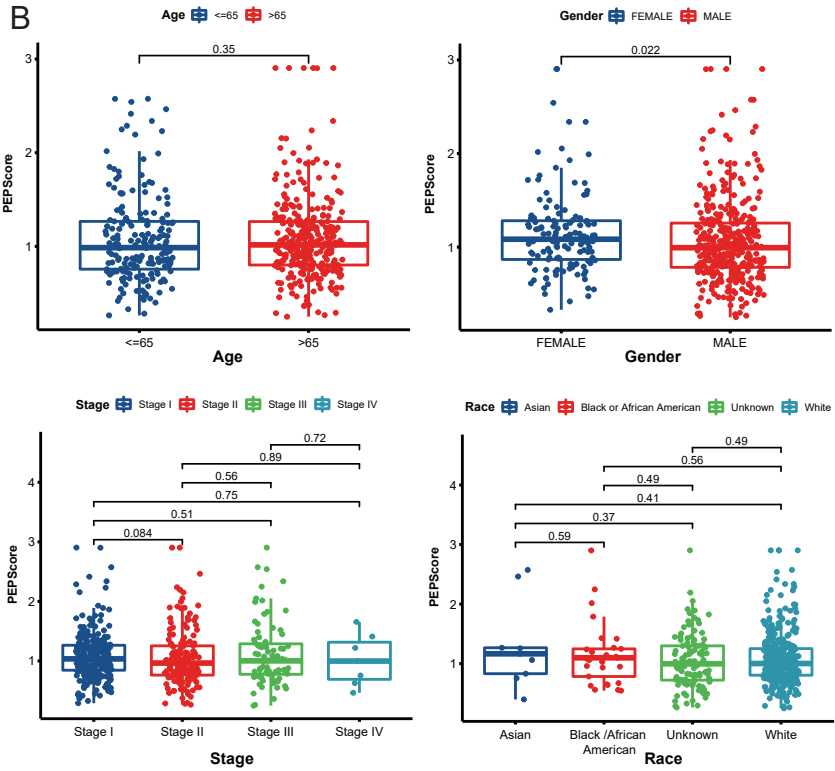 B
Age <=65 >65
0.35
3
2
1
PEPScore
<=65 >65
Age
Gender FEMALE MALE
0.022
3
2
1
PEPScore
FEMALE MALE
Gender
Stage Stage I Stage II Stage III Stage IV
0.72
0.89
0.56
0.75
0.51
0.084
4
3
2
1
PEPScore
Stage I Stage II Stage III Stage IV
Stage
Race Asian Black or African American Unknown White
0.49
0.56
0.49
0.41
0.37
0.59
4
3
2
1
PEPScore
Asian Black /African Unknown White
American
Race